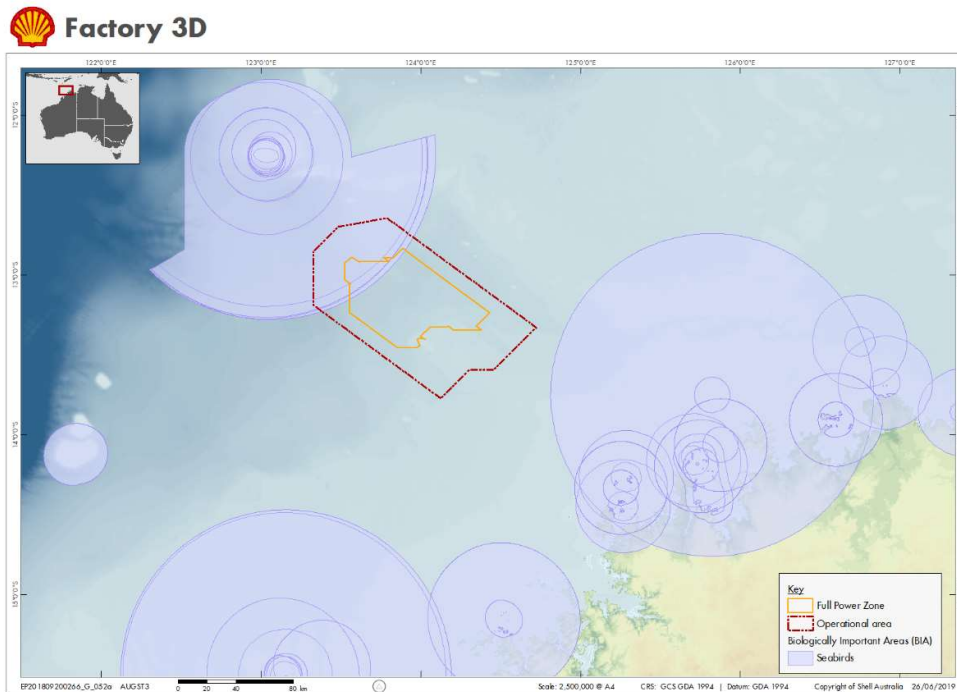 Factory 3D
122°0'0"E 123°0'0"E 124°0'0"E 125°0'0"E 126°0'0"E 127°0'0"E
12°0'0"S
13°0'0"S
14°0'0"S
15°0'0"S
Key
Full Power Zone
Operational area
Biologically Important Areas (BIA)
Seabirds
EP201809200266_G_052a AUGST3
0 20 40 80 km
Scale: 2,500,000 @ A4
CRS: GCS GDA 1994 | Datum: GDA 1994
Copyright of Shell Australia 26/06/2019